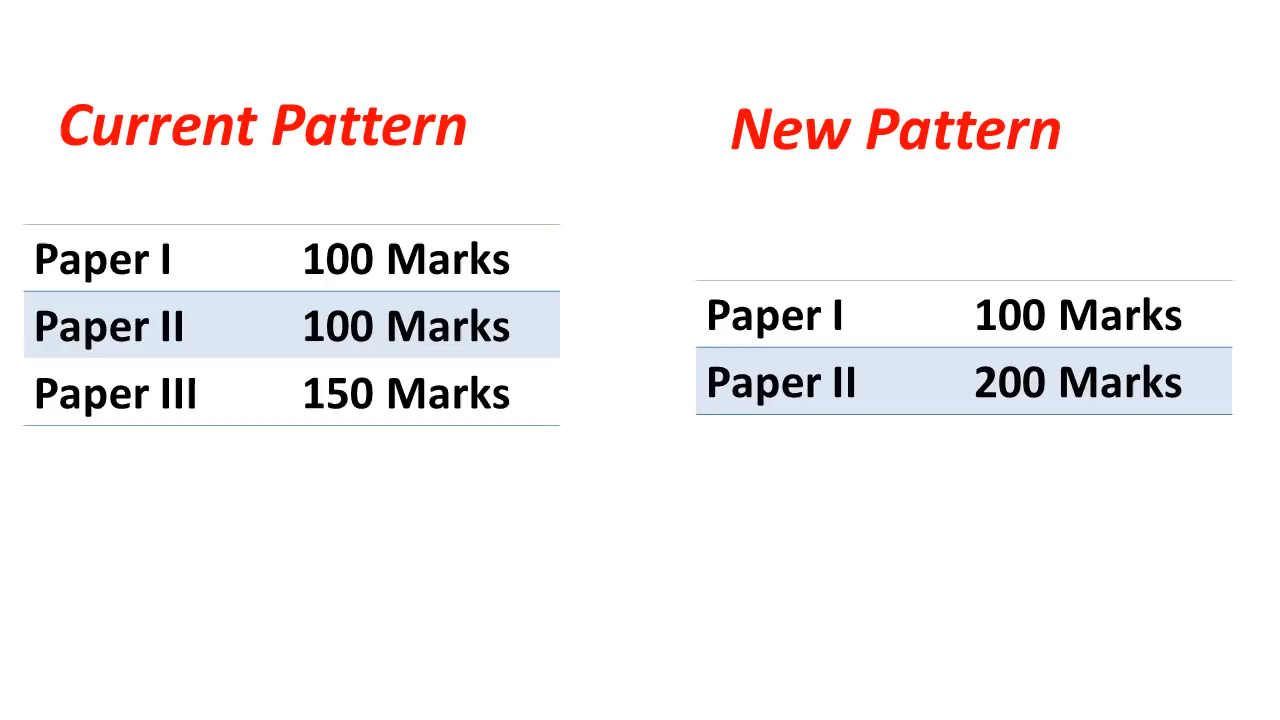 Current Pattern
Paper I 100 Marks
Paper II 100 Marks
Paper III 150 Marks
New Pattern
Paper I 100 Marks
Paper II 200 Marks